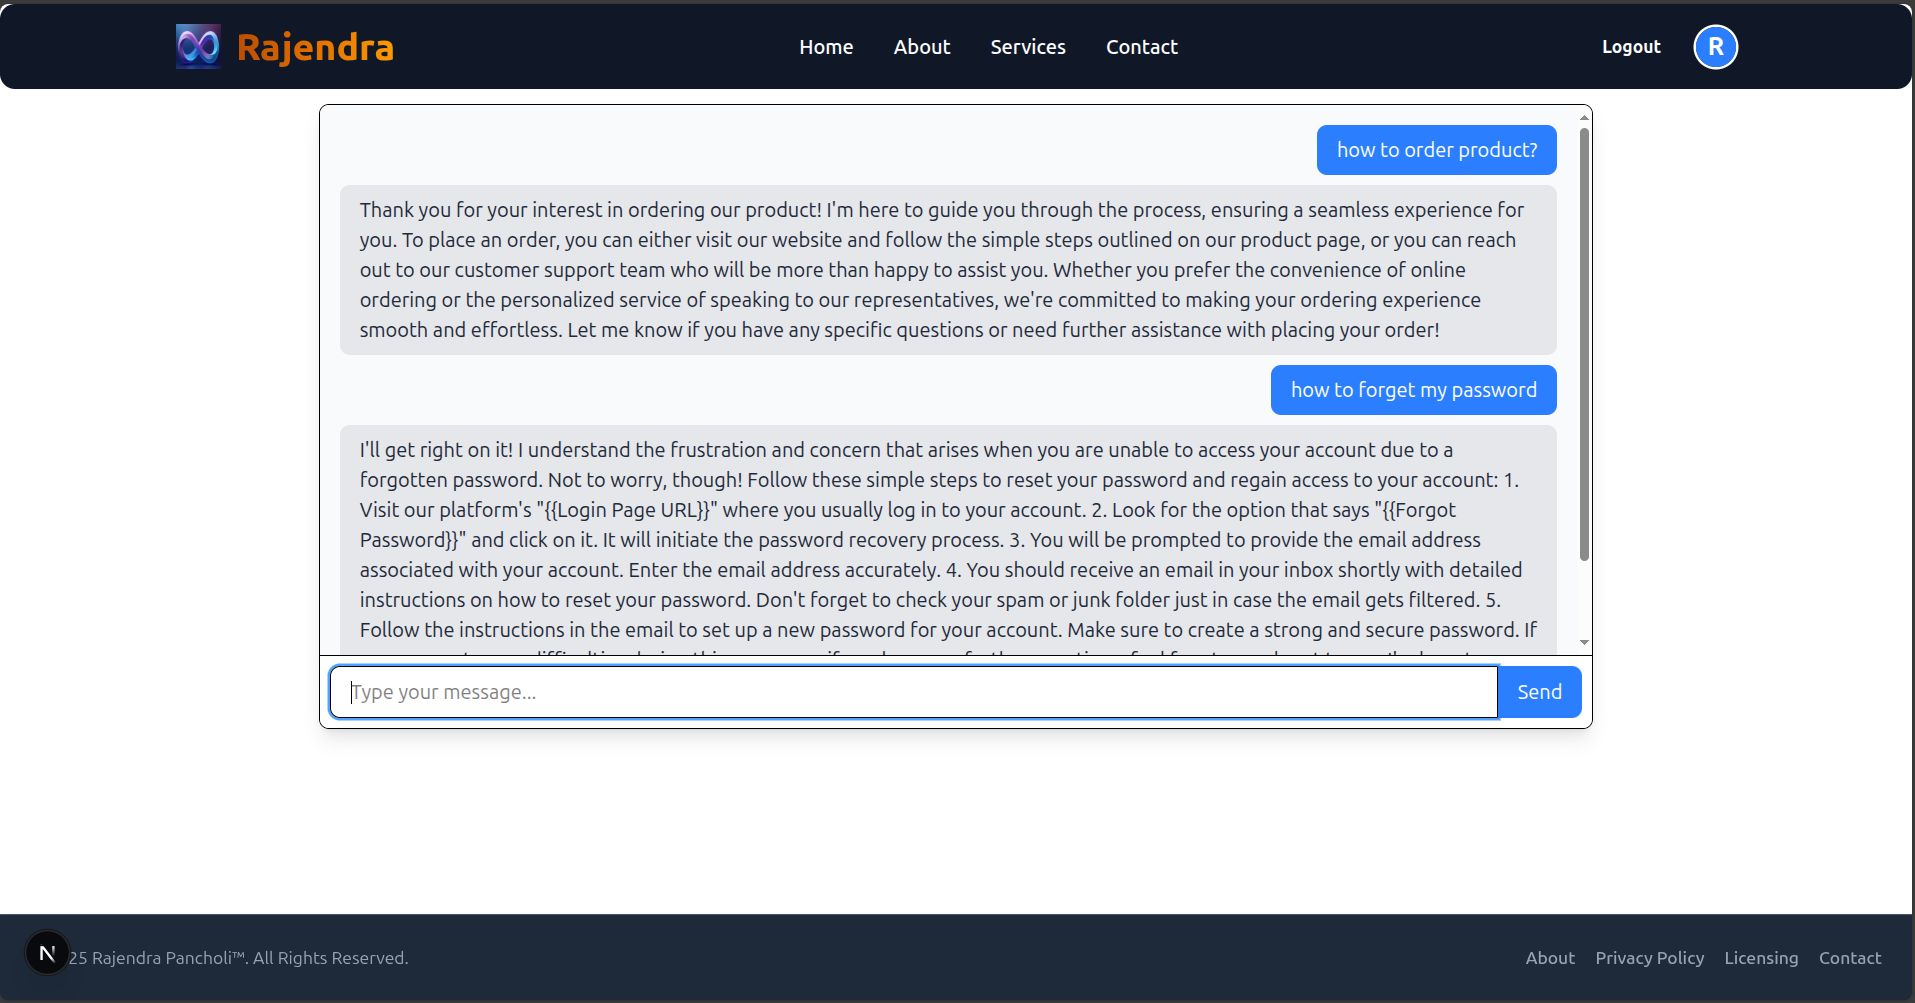 Rajendra
Home About Services Contact
Logout R
how to order product?
Thank you for your interest in ordering our product! I'm here to guide you through the process, ensuring a seamless experience for
you. To place an order, you can either visit our website and follow the simple steps outlined on our product page, or you can reach
out to our customer support team who will be more than happy to assist you. Whether you prefer the convenience of online
ordering or the personalized service of speaking to our representatives, we're committed to making your ordering experience
smooth and effortless. Let me know if you have any specific questions or need further assistance with placing your order!
how to forget my password
I'll get right on it! I understand the frustration and concern that arises when you are unable to access your account due to a
forgotten password. Not to worry, though! Follow these simple steps to reset your password and regain access to your account: 1.
Visit our platform's "{{Login Page URL}}" where you usually log in to your account. 2. Look for the option that says "{{Forgot
Password}}" and click on it. It will initiate the password recovery process. 3. You will be prompted to provide the email address
associated with your account. Enter the email address accurately. 4. You should receive an email in your inbox shortly with detailed
instructions on how to reset your password. Don't forget to check your spam or junk folder just in case the email gets filtered. 5.
Follow the instructions in the email to set up a new password for your account. Make sure to create a strong and secure password. If
Type your message...
Send
N
25 Rajendra Pancholi™. All Rights Reserved.
About Privacy Policy Licensing Contact